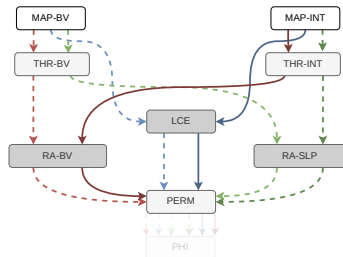 MAP-BV MAP-INT
THR-BV THR-INT
LCE
RA-BV RA-SLP
PERM
PHI